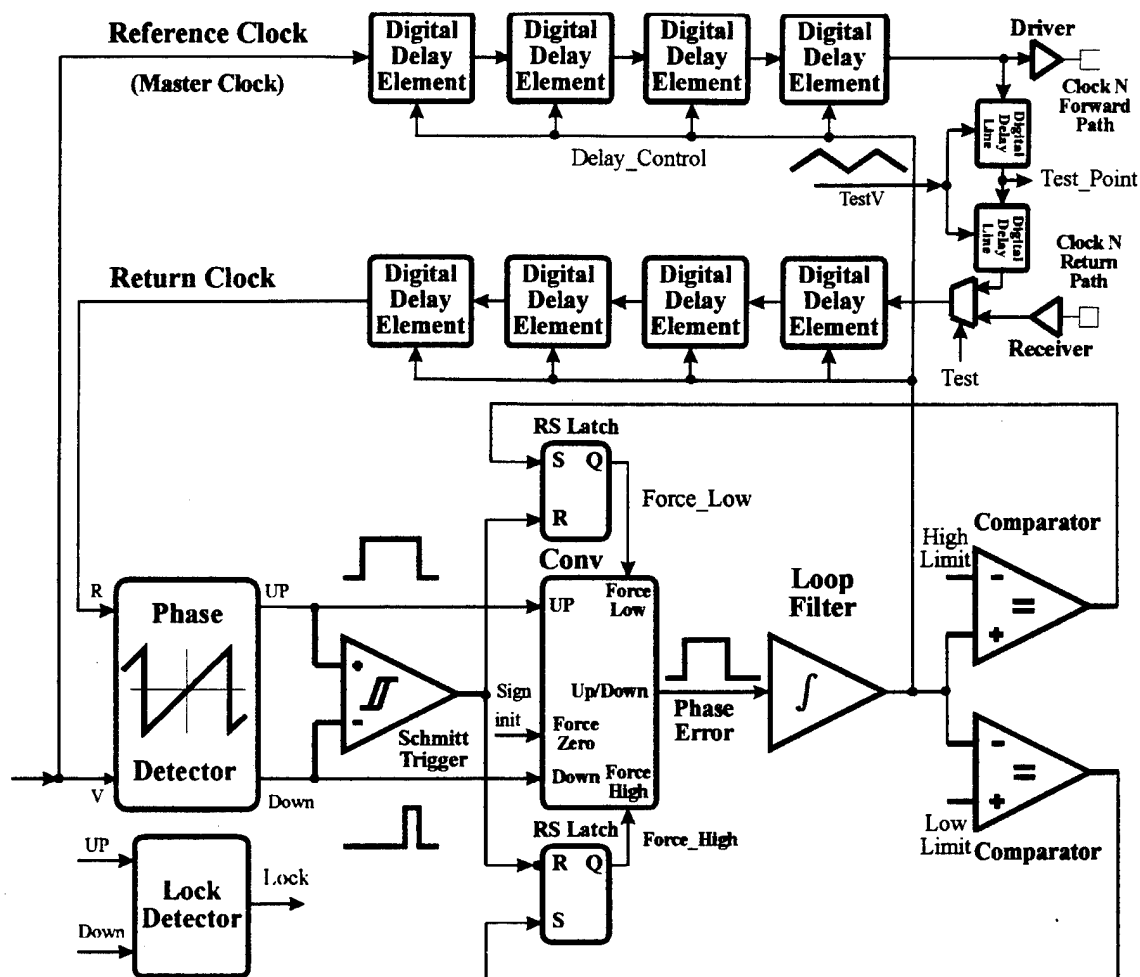 Reference Clock
(Master Clock)
Digital
Delay
Element
Digital
Delay
Element
Digital
Delay
Element
Digital
Delay
Element
Driver
Clock N
Forward
Path
Delay_Control
Digital
Delay
Line
TestV
Test_Point
Digital
Delay
Line
Clock N
Return
Path
Return Clock
Digital
Delay
Element
Digital
Delay
Element
Digital
Delay
Element
Digital
Delay
Element
Receiver
Test
RS Latch
S Q
R
Force_Low
Conv
Comparator
High
Limit
-
=
+
Loop
Filter
∫
R
UP
Phase
Detector
V
Down
+
-
Sign
init
Schmitt
Trigger
UP
Force
Low
Up/Down
Force
Zero
Down
Force
High
Phase
Error
-
=
+
Low
Limit
Comparator
RS Latch
R Q
S
Force_High
UP
Down
Lock
Detector
Lock